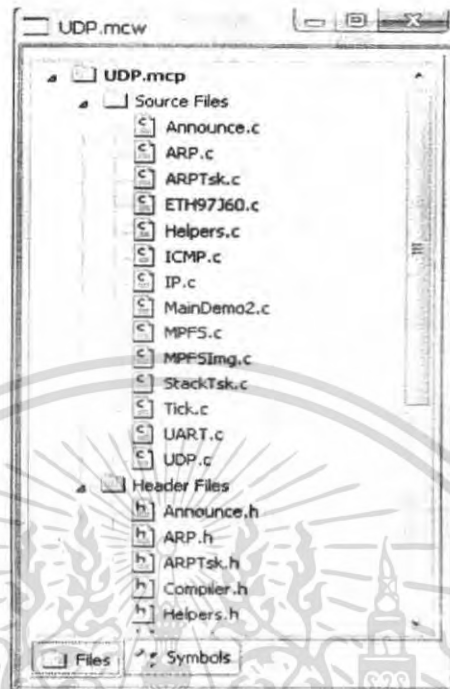 UDP.mcw
UDP.mcp
Source Files
Announce.c
ARP.c
ARPTsk.c
ETH97J60.c
Helpers.c
ICMP.c
IP.c
MainDemo2.c
MPFS.c
MPFSImg.c
StackTsk.c
Tick.c
UART.c
UDP.c
Header Files
Announce.h
ARP.h
ARPTsk.h
Compiler.h
Helpers.h
Files Symbols